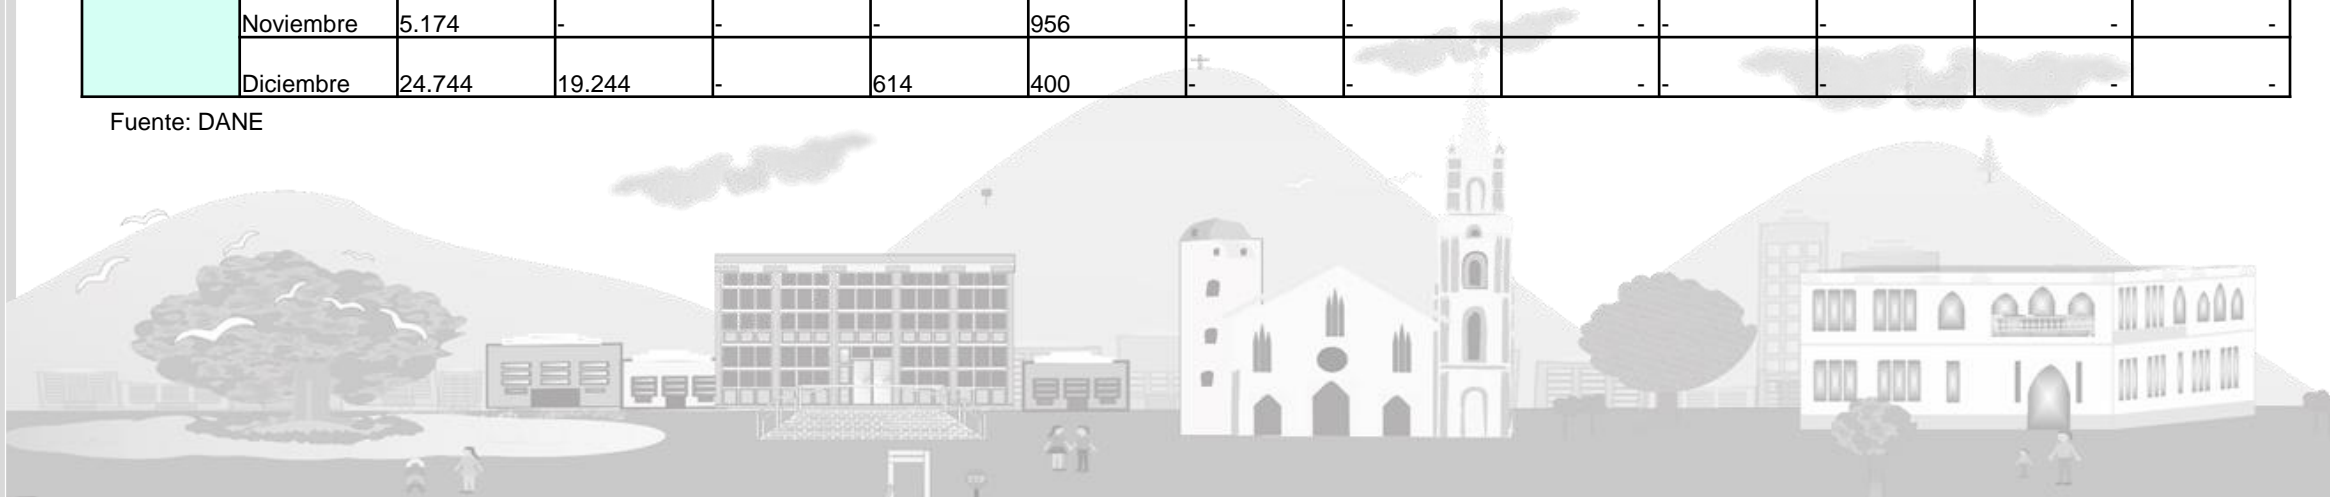 Noviembre 5.174 - - - 956 - - - - - - -
Diciembre 24.744 19.244 - 614 400 - - - - - - -
Fuente: DANE